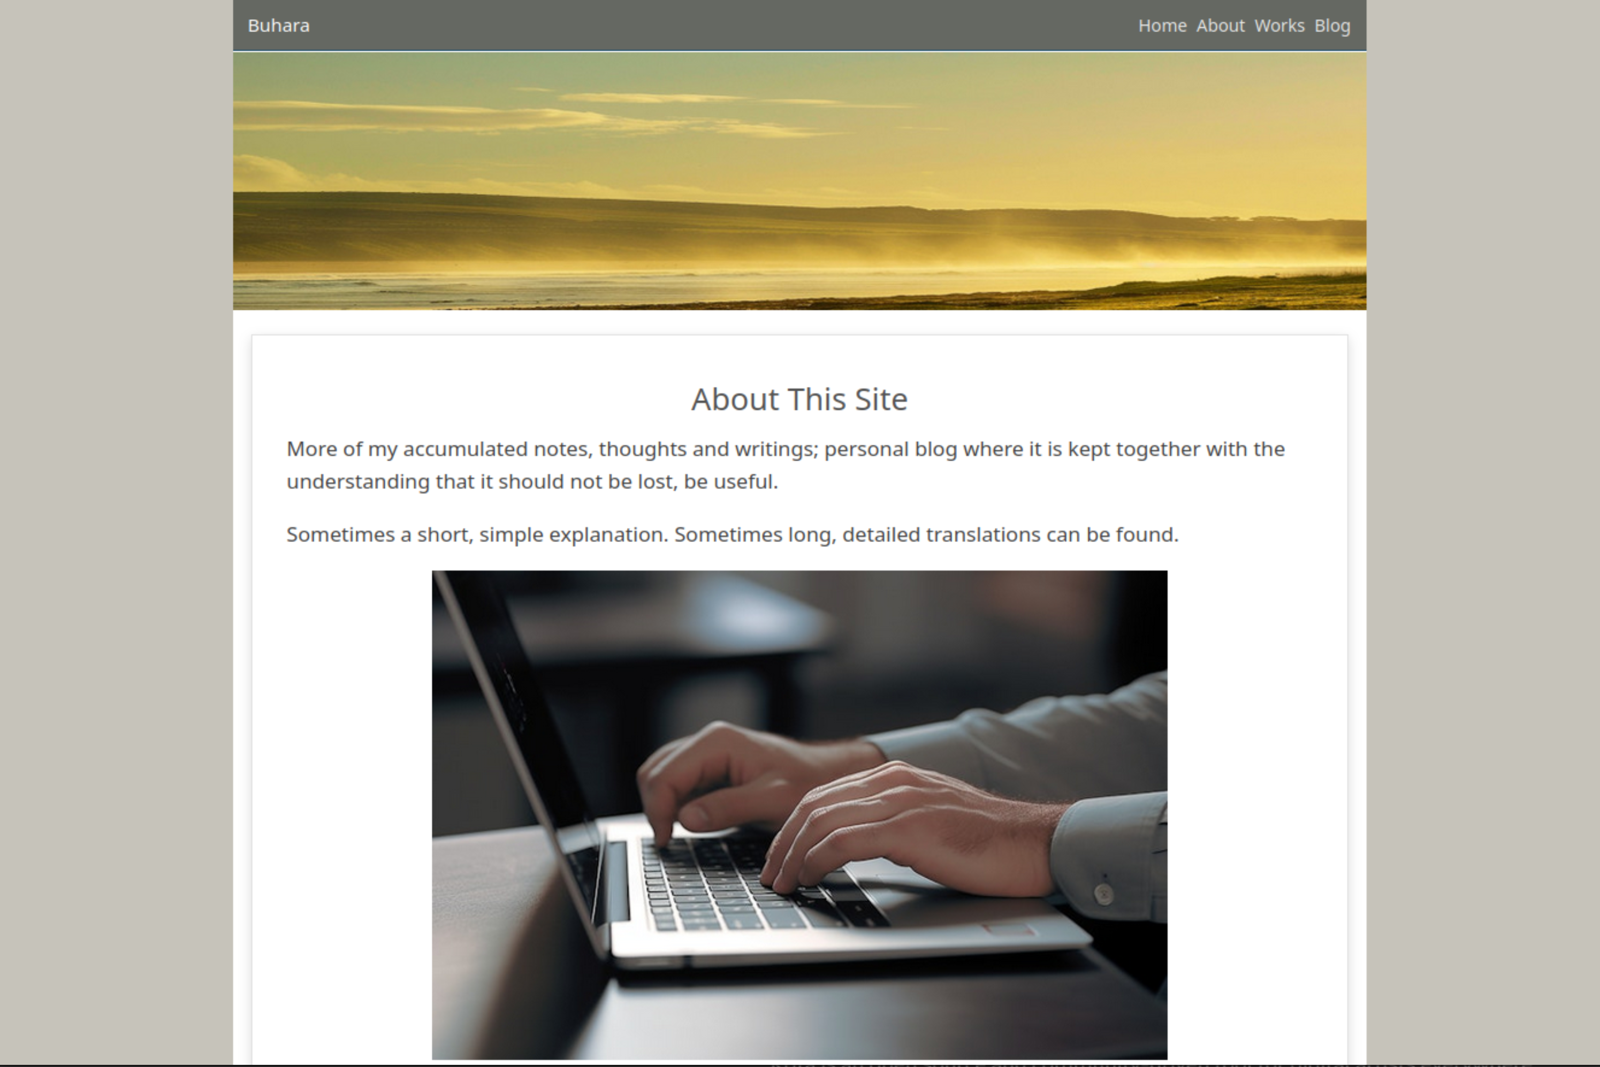 Buhara
Home About Works Blog
About This Site
More of my accumulated notes, thoughts and writings; personal blog where it is kept together with the
understanding that it should not be lost, be useful.
Sometimes a short, simple explanation. Sometimes long, detailed translations can be found.